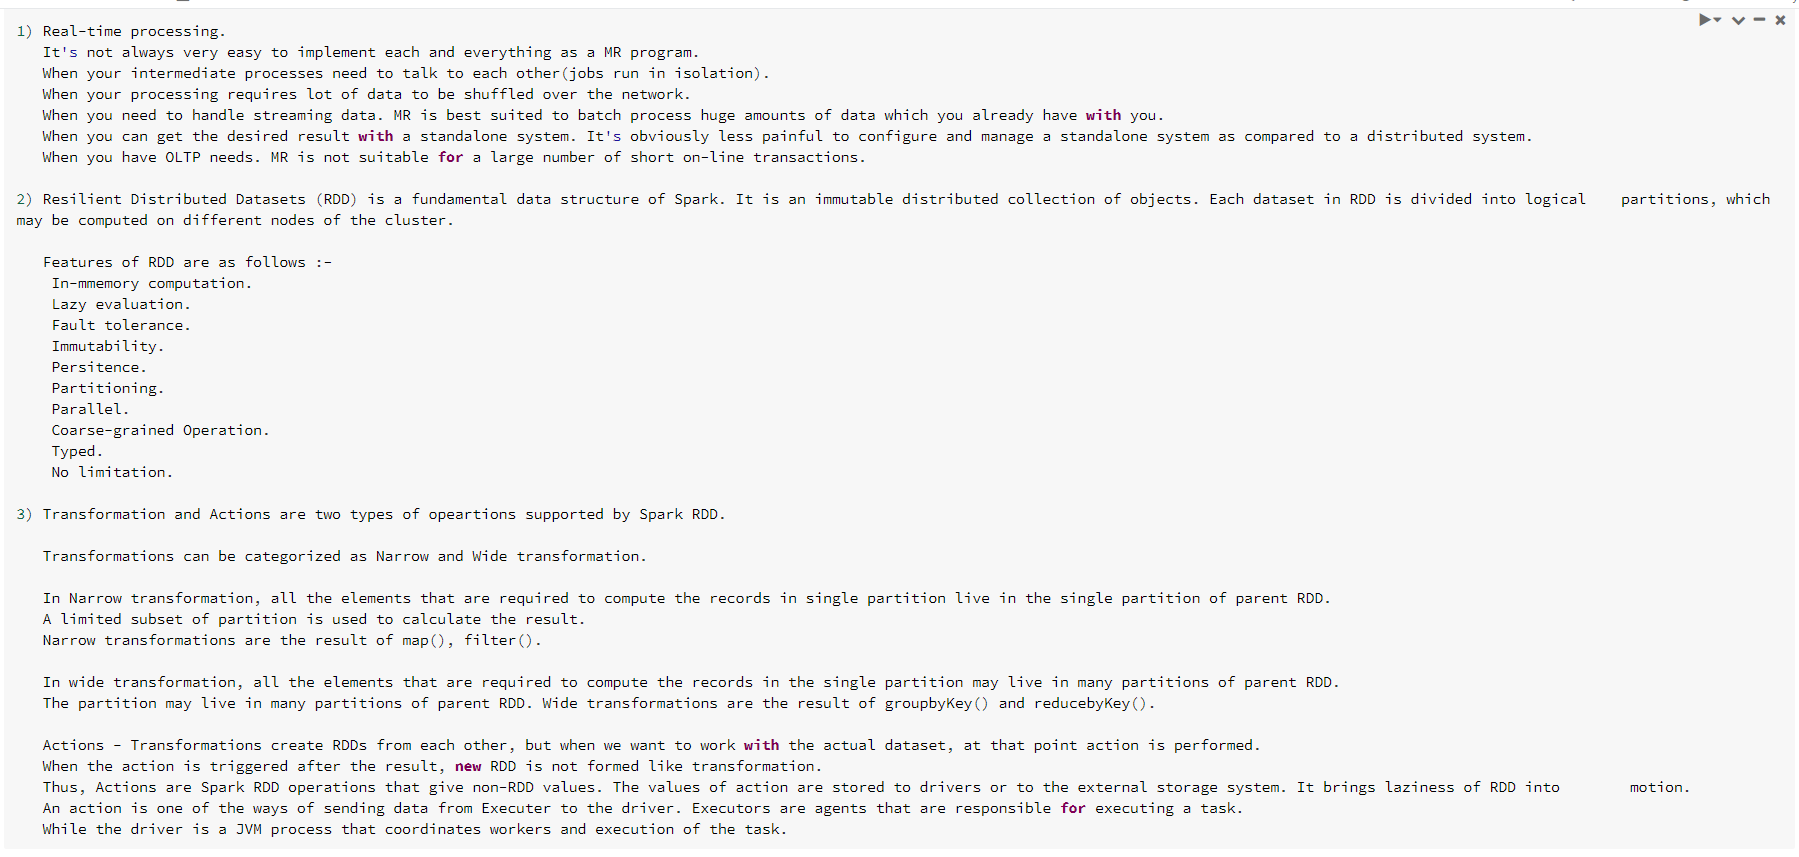 1) Real-time processing.
It's not always very easy to implement each and everything as a MR program.
When your intermediate processes need to talk to each other(jobs run in isolation).
When your processing requires lot of data to be shuffled over the network.
When you need to handle streaming data. MR is best suited to batch process huge amounts of data which you already have with you.
When you can get the desired result with a standalone system. It's obviously less painful to configure and manage a standalone system as compared to a distributed system.
When you have OLTP needs. MR is not suitable for a large number of short on-line transactions.
2) Resilient Distributed Datasets (RDD) is a fundamental data structure of Spark. It is an immutable distributed collection of objects. Each dataset in RDD is divided into logical    partitions, which
may be computed on different nodes of the cluster.
Features of RDD are as follows :-
In-mmemory computation.
Lazy evaluation.
Fault tolerance.
Immutability.
Persitence.
Partitioning.
Parallel.
Coarse-grained Operation.
Typed.
No limitation.
3) Transformation and Actions are two types of opeartions supported by Spark RDD.
Transformations can be categorized as Narrow and Wide transformation.
In Narrow transformation, all the elements that are required to compute the records in single partition live in the single partition of parent RDD.
A limited subset of partition is used to calculate the result.
Narrow transformations are the result of map(), filter().
In wide transformation, all the elements that are required to compute the records in the single partition may live in many partitions of parent RDD.
The partition may live in many partitions of parent RDD. Wide transformations are the result of groupbyKey() and reducebyKey().
Actions - Transformations create RDDs from each other, but when we want to work with the actual dataset, at that point action is performed.
When the action is triggered after the result, new RDD is not formed like transformation.
Thus, Actions are Spark RDD operations that give non-RDD values. The values of action are stored to drivers or to the external storage system. It brings laziness of RDD into        motion.
An action is one of the ways of sending data from Executer to the driver. Executors are agents that are responsible for executing a task.
While the driver is a JVM process that coordinates workers and execution of the task.